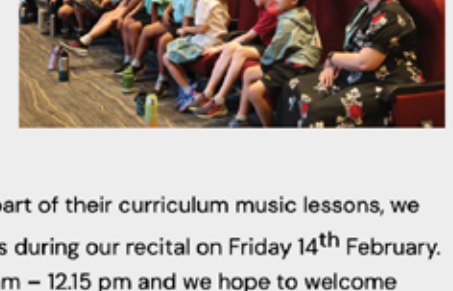 part of their curriculum music lessons, we
during our recital on Friday 14th February.
– 12.15 pm and we hope to welcome